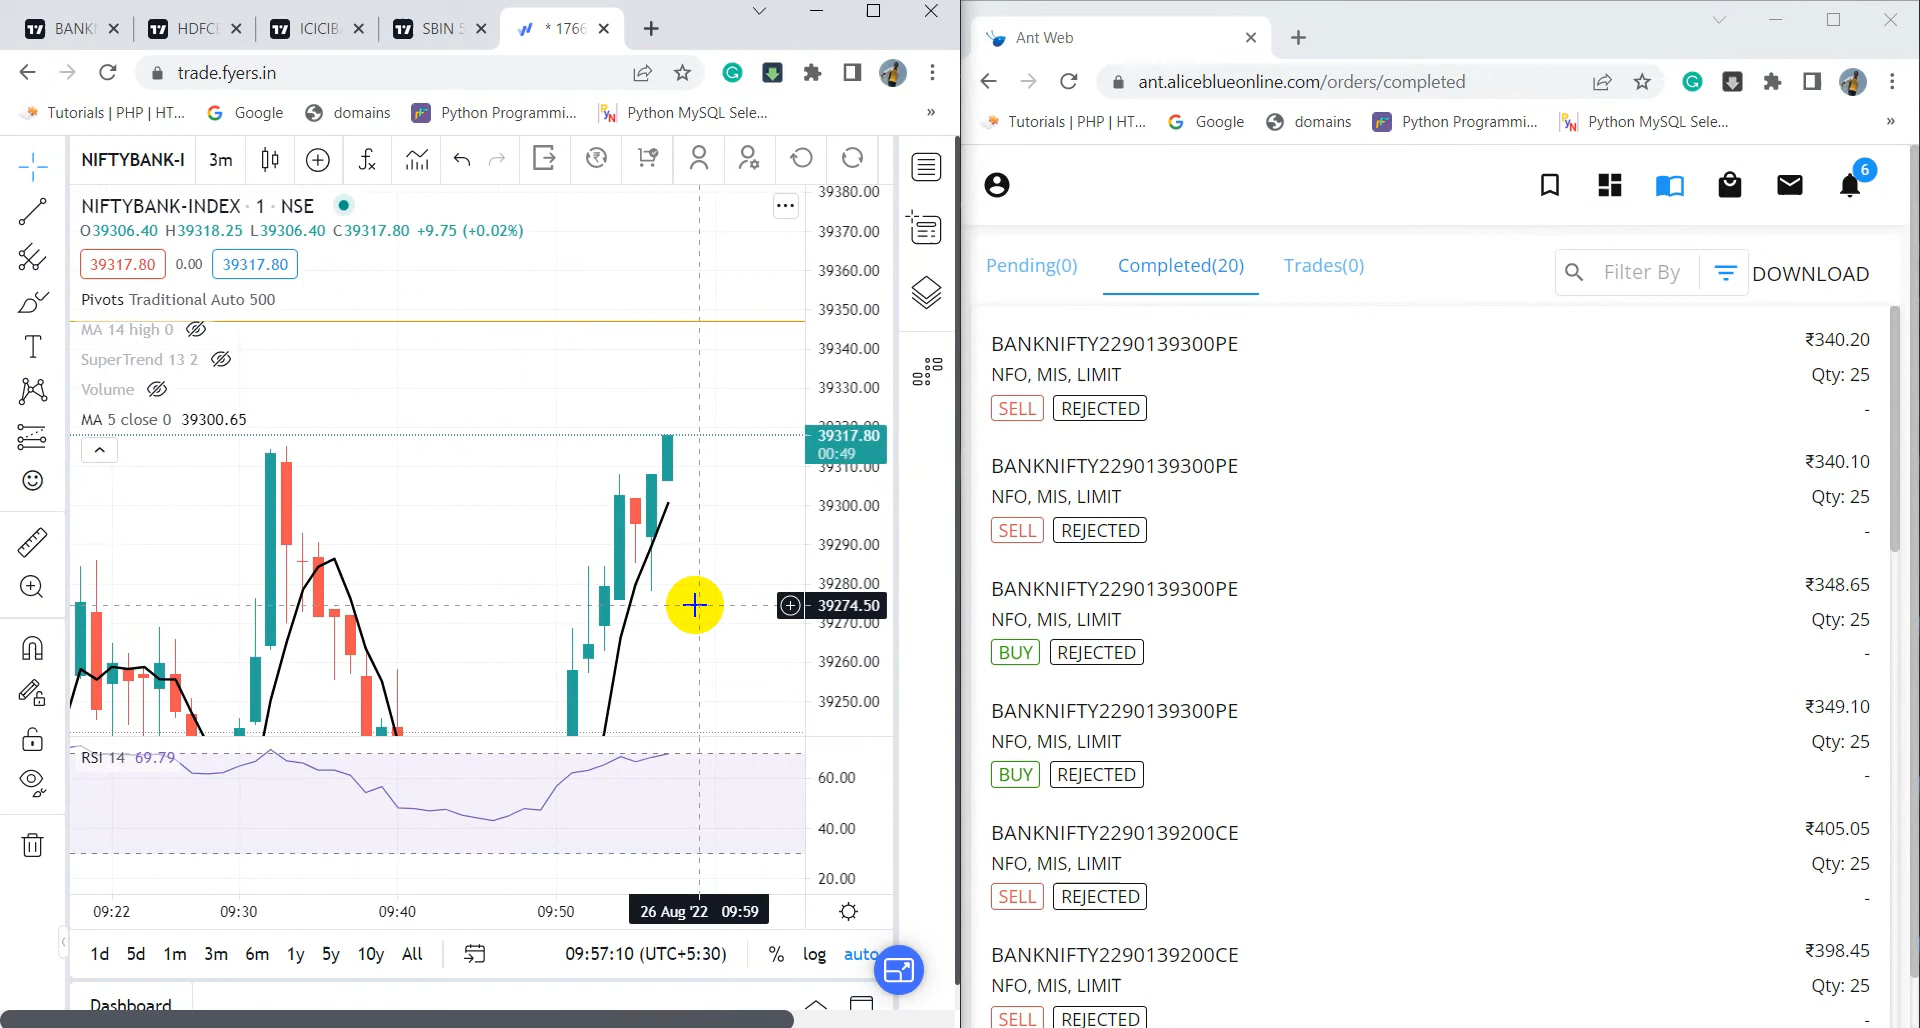 BANKN
HDFCB
ICICIBA
SBIN 5
* 1766
trade.fyers.in
Tutorials | PHP | HT...
Google
domains
Python Programmi...
Python MySQL Sele...
»
NIFTYBANK-I
3m
NIFTYBANK-INDEX · 1 · NSE
O39306.40 H39318.25 L39306.40 C39317.80 +9.75 (+0.02%)
39317.80
0.00
39317.80
Pivots Traditional Auto 500
MA 14 high 0
SuperTrend 13 2
Volume
MA 5 close 0 39300.65
39380.00
39370.00
39360.00
39350.00
39340.00
39330.00
39317.80
00:49
39310.00
39300.00
39290.00
39280.00
39274.50
39270.00
39260.00
39250.00
RSI 14 69.79
60.00
40.00
20.00
09:22
09:30
09:40
09:50
26 Aug '22 09:59
1d 5d 1m 3m 6m 1y 5y 10y All
09:57:10 (UTC+5:30)
% log auto
Dashboard
Ant Web
ant.aliceblueonline.com/orders/completed
Tutorials | PHP | HT...
Google
domains
Python Programmi...
Python MySQL Sele...
»
6
Pending(0)
Completed(20)
Trades(0)
Filter By
DOWNLOAD
BANKNIFTY2290139300PE
₹340.20
NFO, MIS, LIMIT
Qty: 25
SELL REJECTED
-
BANKNIFTY2290139300PE
₹340.10
NFO, MIS, LIMIT
Qty: 25
SELL REJECTED
-
BANKNIFTY2290139300PE
₹348.65
NFO, MIS, LIMIT
Qty: 25
BUY REJECTED
-
BANKNIFTY2290139300PE
₹349.10
NFO, MIS, LIMIT
Qty: 25
BUY REJECTED
-
BANKNIFTY2290139200CE
₹405.05
NFO, MIS, LIMIT
Qty: 25
SELL REJECTED
-
BANKNIFTY2290139200CE
₹398.45
NFO, MIS, LIMIT
Qty: 25
SELL REJECTED
-